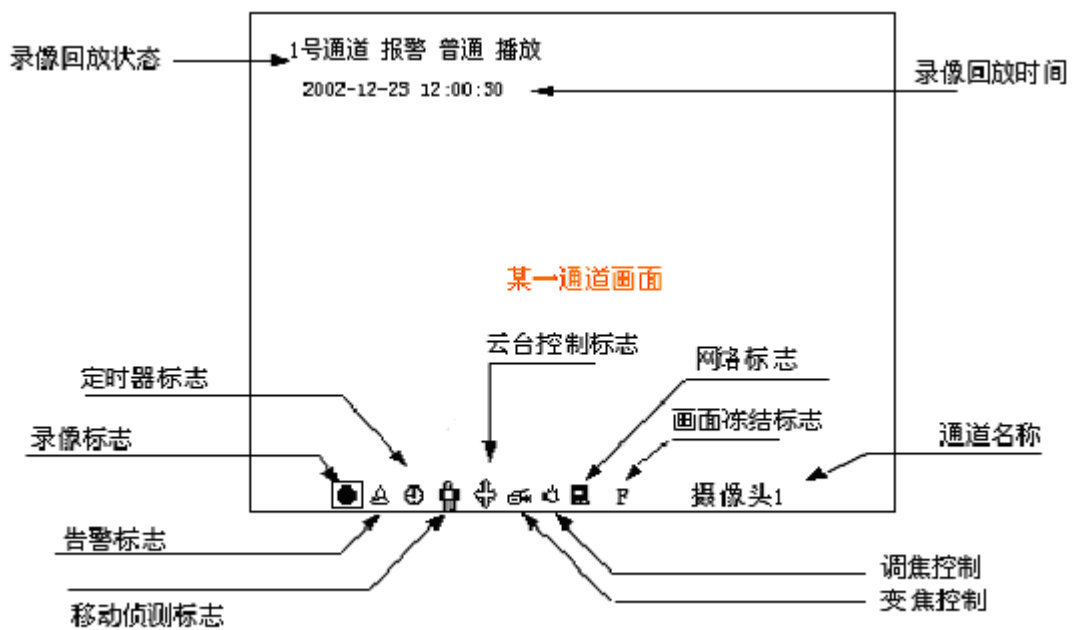 1号通道 报警 普通 播放
录像回放状态
录像回放时间
2002-12-23 12:00:30
某一通道画面
云台控制标志
网络标志
定时器标志
画面冻结标志
录像标志
通道名称
F
摄像头1
告警标志
调焦控制
变焦控制
移动侦测标志